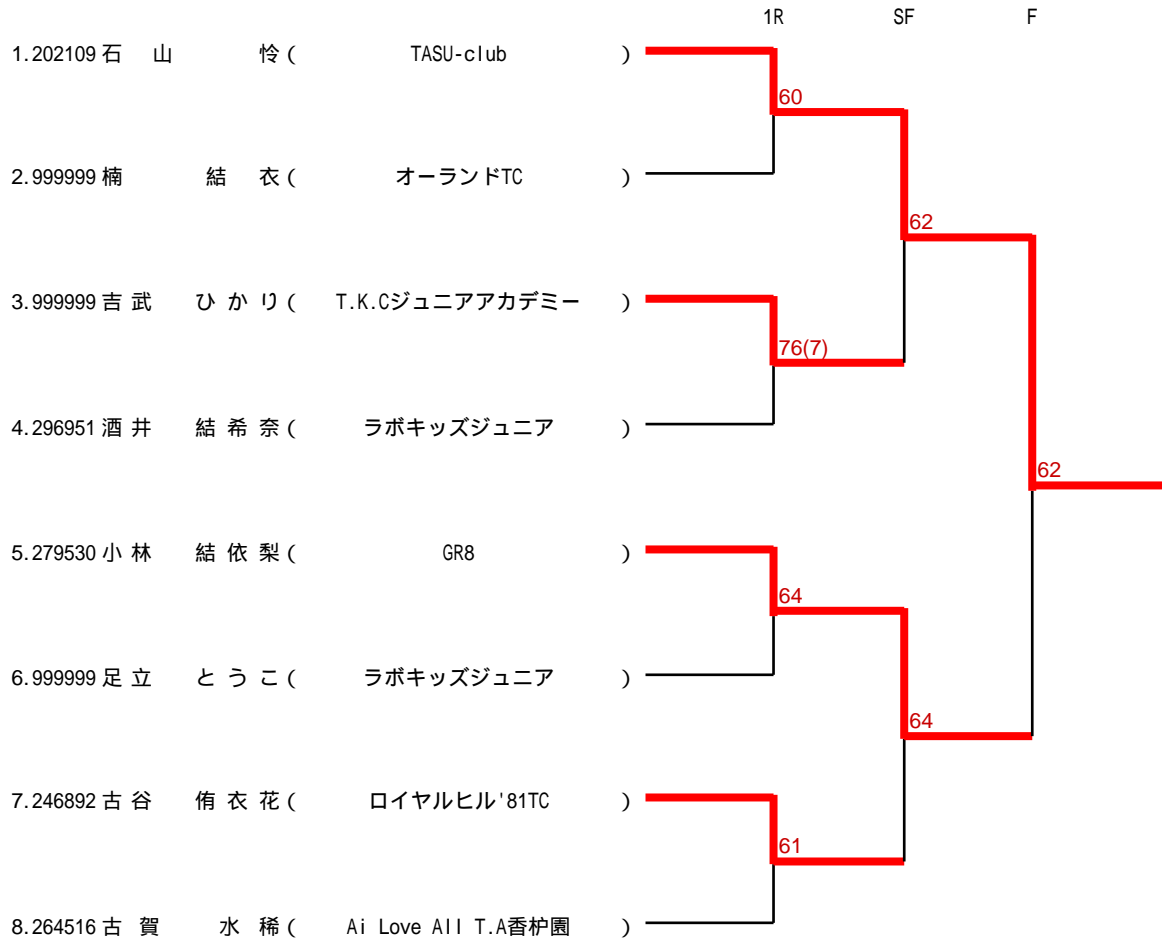 1R SF F
1.202109 石 山 怜 ( TASU-club )
60
2.999999 楠 結 衣 ( オーランドTC )
62
3.999999 吉 武 ひ か り ( T.K.Cジュニアアカデミー )
76(7)
4.296951 酒 井 結 希 奈 ( ラボキッズジュニア )
62
5.279530 小 林 結 依 梨 ( GR8 )
64
6.999999 足 立 と う こ ( ラボキッズジュニア )
64
7.246892 古 谷 侑 衣 花 ( ロイヤルヒル'81TC )
61
8.264516 古 賀 水 稀 ( Ai Love All T.A香枦園 )